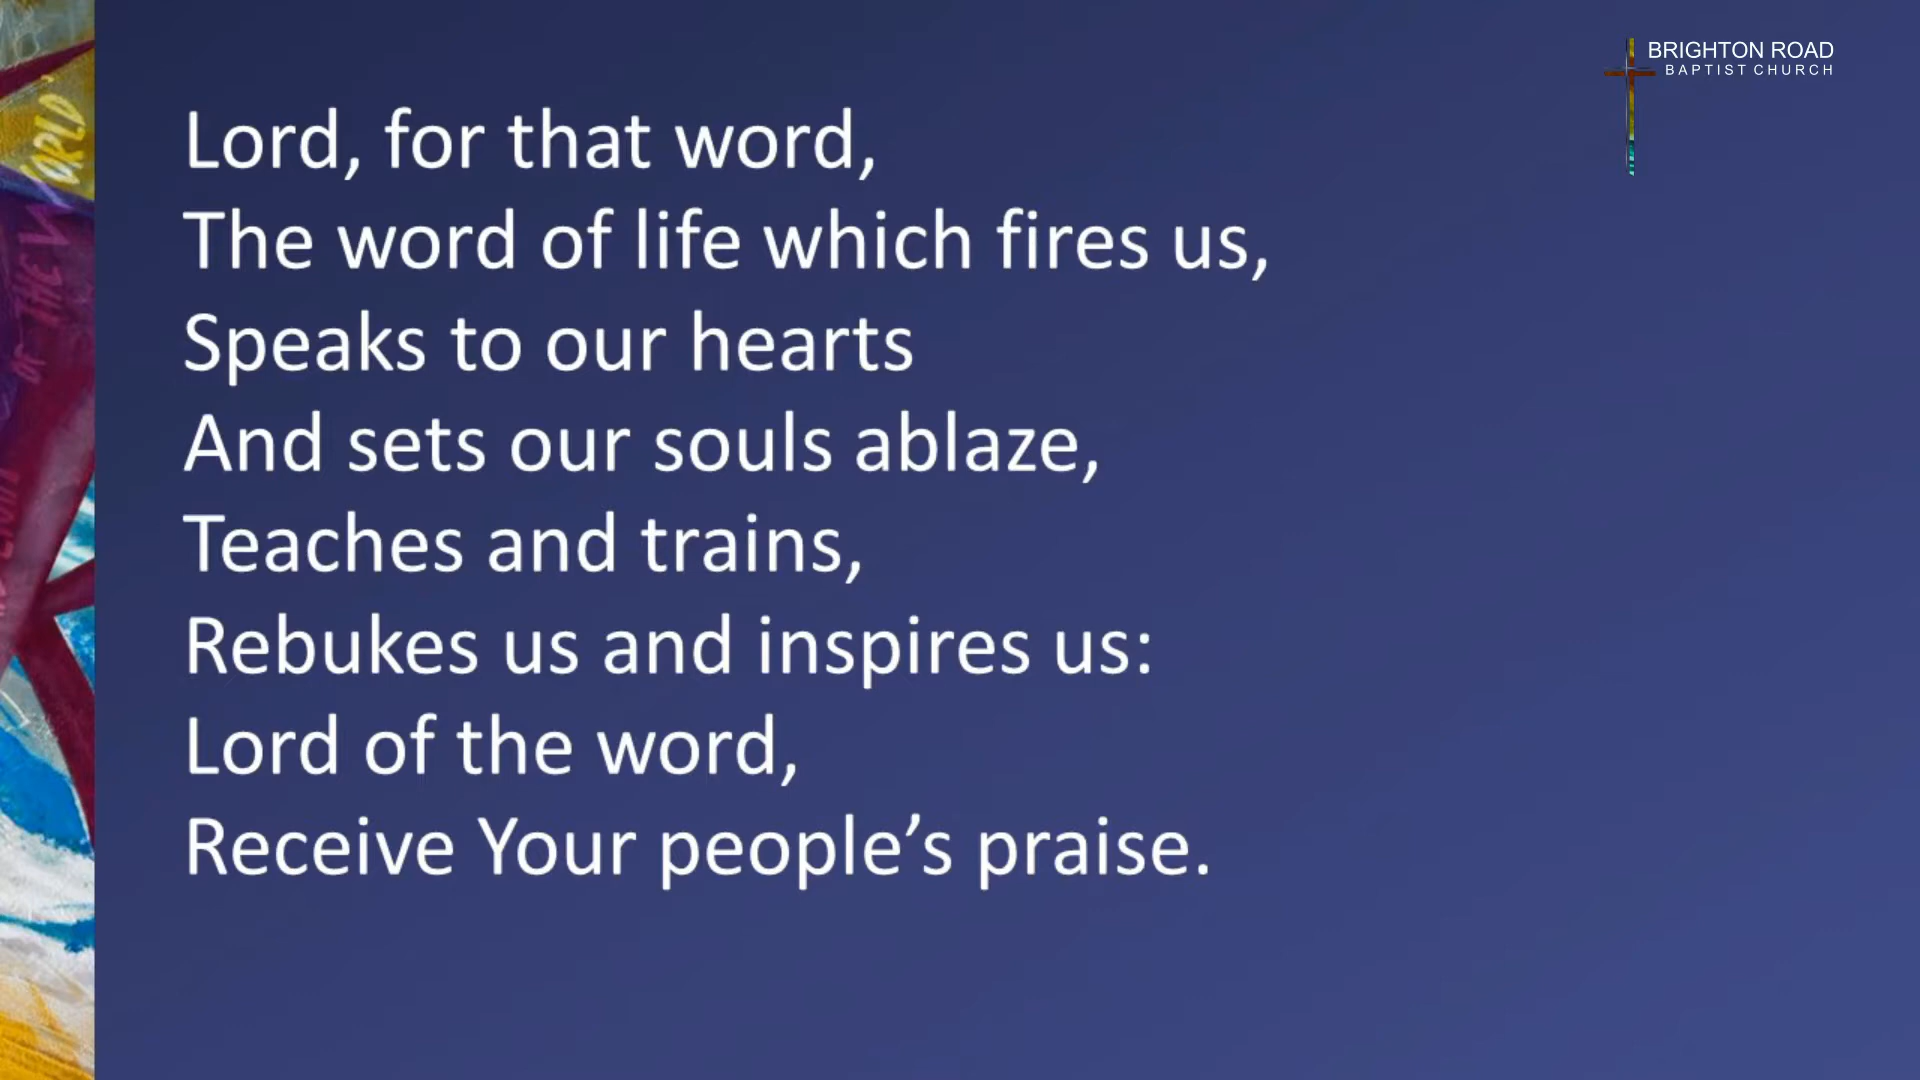 BRIGHTON ROAD
BAPTIST CHURCH
Lord, for that word,
The word of life which fires us,
Speaks to our hearts
And sets our souls ablaze,
Teaches and trains,
Rebukes us and inspires us:
Lord of the word,
Receive Your people’s praise.
OF THE